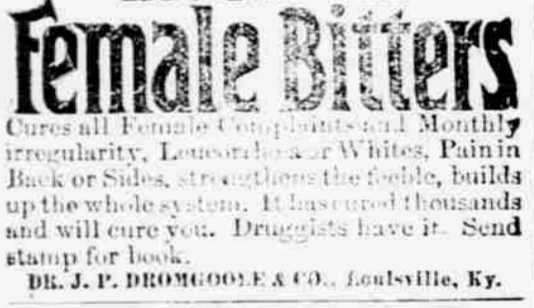 Female Bitters
Cures all Female Complaints and Monthly
irregularity, Leucorrhea or Whites, Pain in
Back or Sides, strengthens the feeble, builds
up the whole system. It has cured thousands
and will cure you. Druggists have it. Send
stamp for book.
DR. J. P. DROMGOOLE & CO., Louisville, Ky.